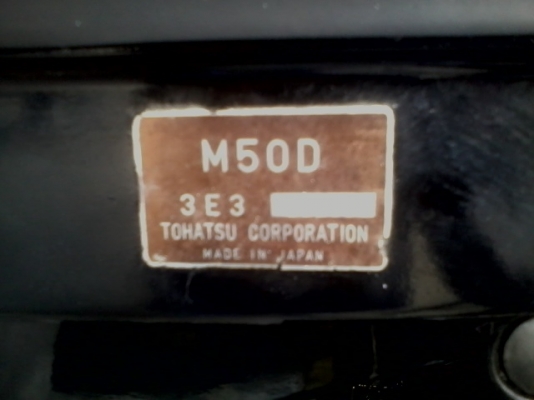 M50D
3E3
TOHATSU CORPORATION
MADE IN JAPAN